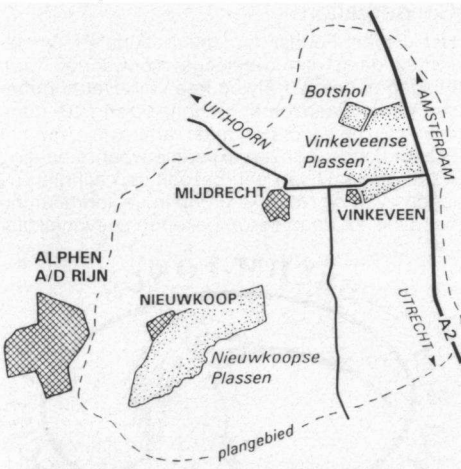 Botshol
UITHOORN
AMSTERDAM
Vinkeveense
Plassen
MIJDRECHT
VINKEVEEN
ALPHEN
A/D RIJN
NIEUWKOOP
UTRECHT
A2
Nieuwkoopse
Plassen
plangebied